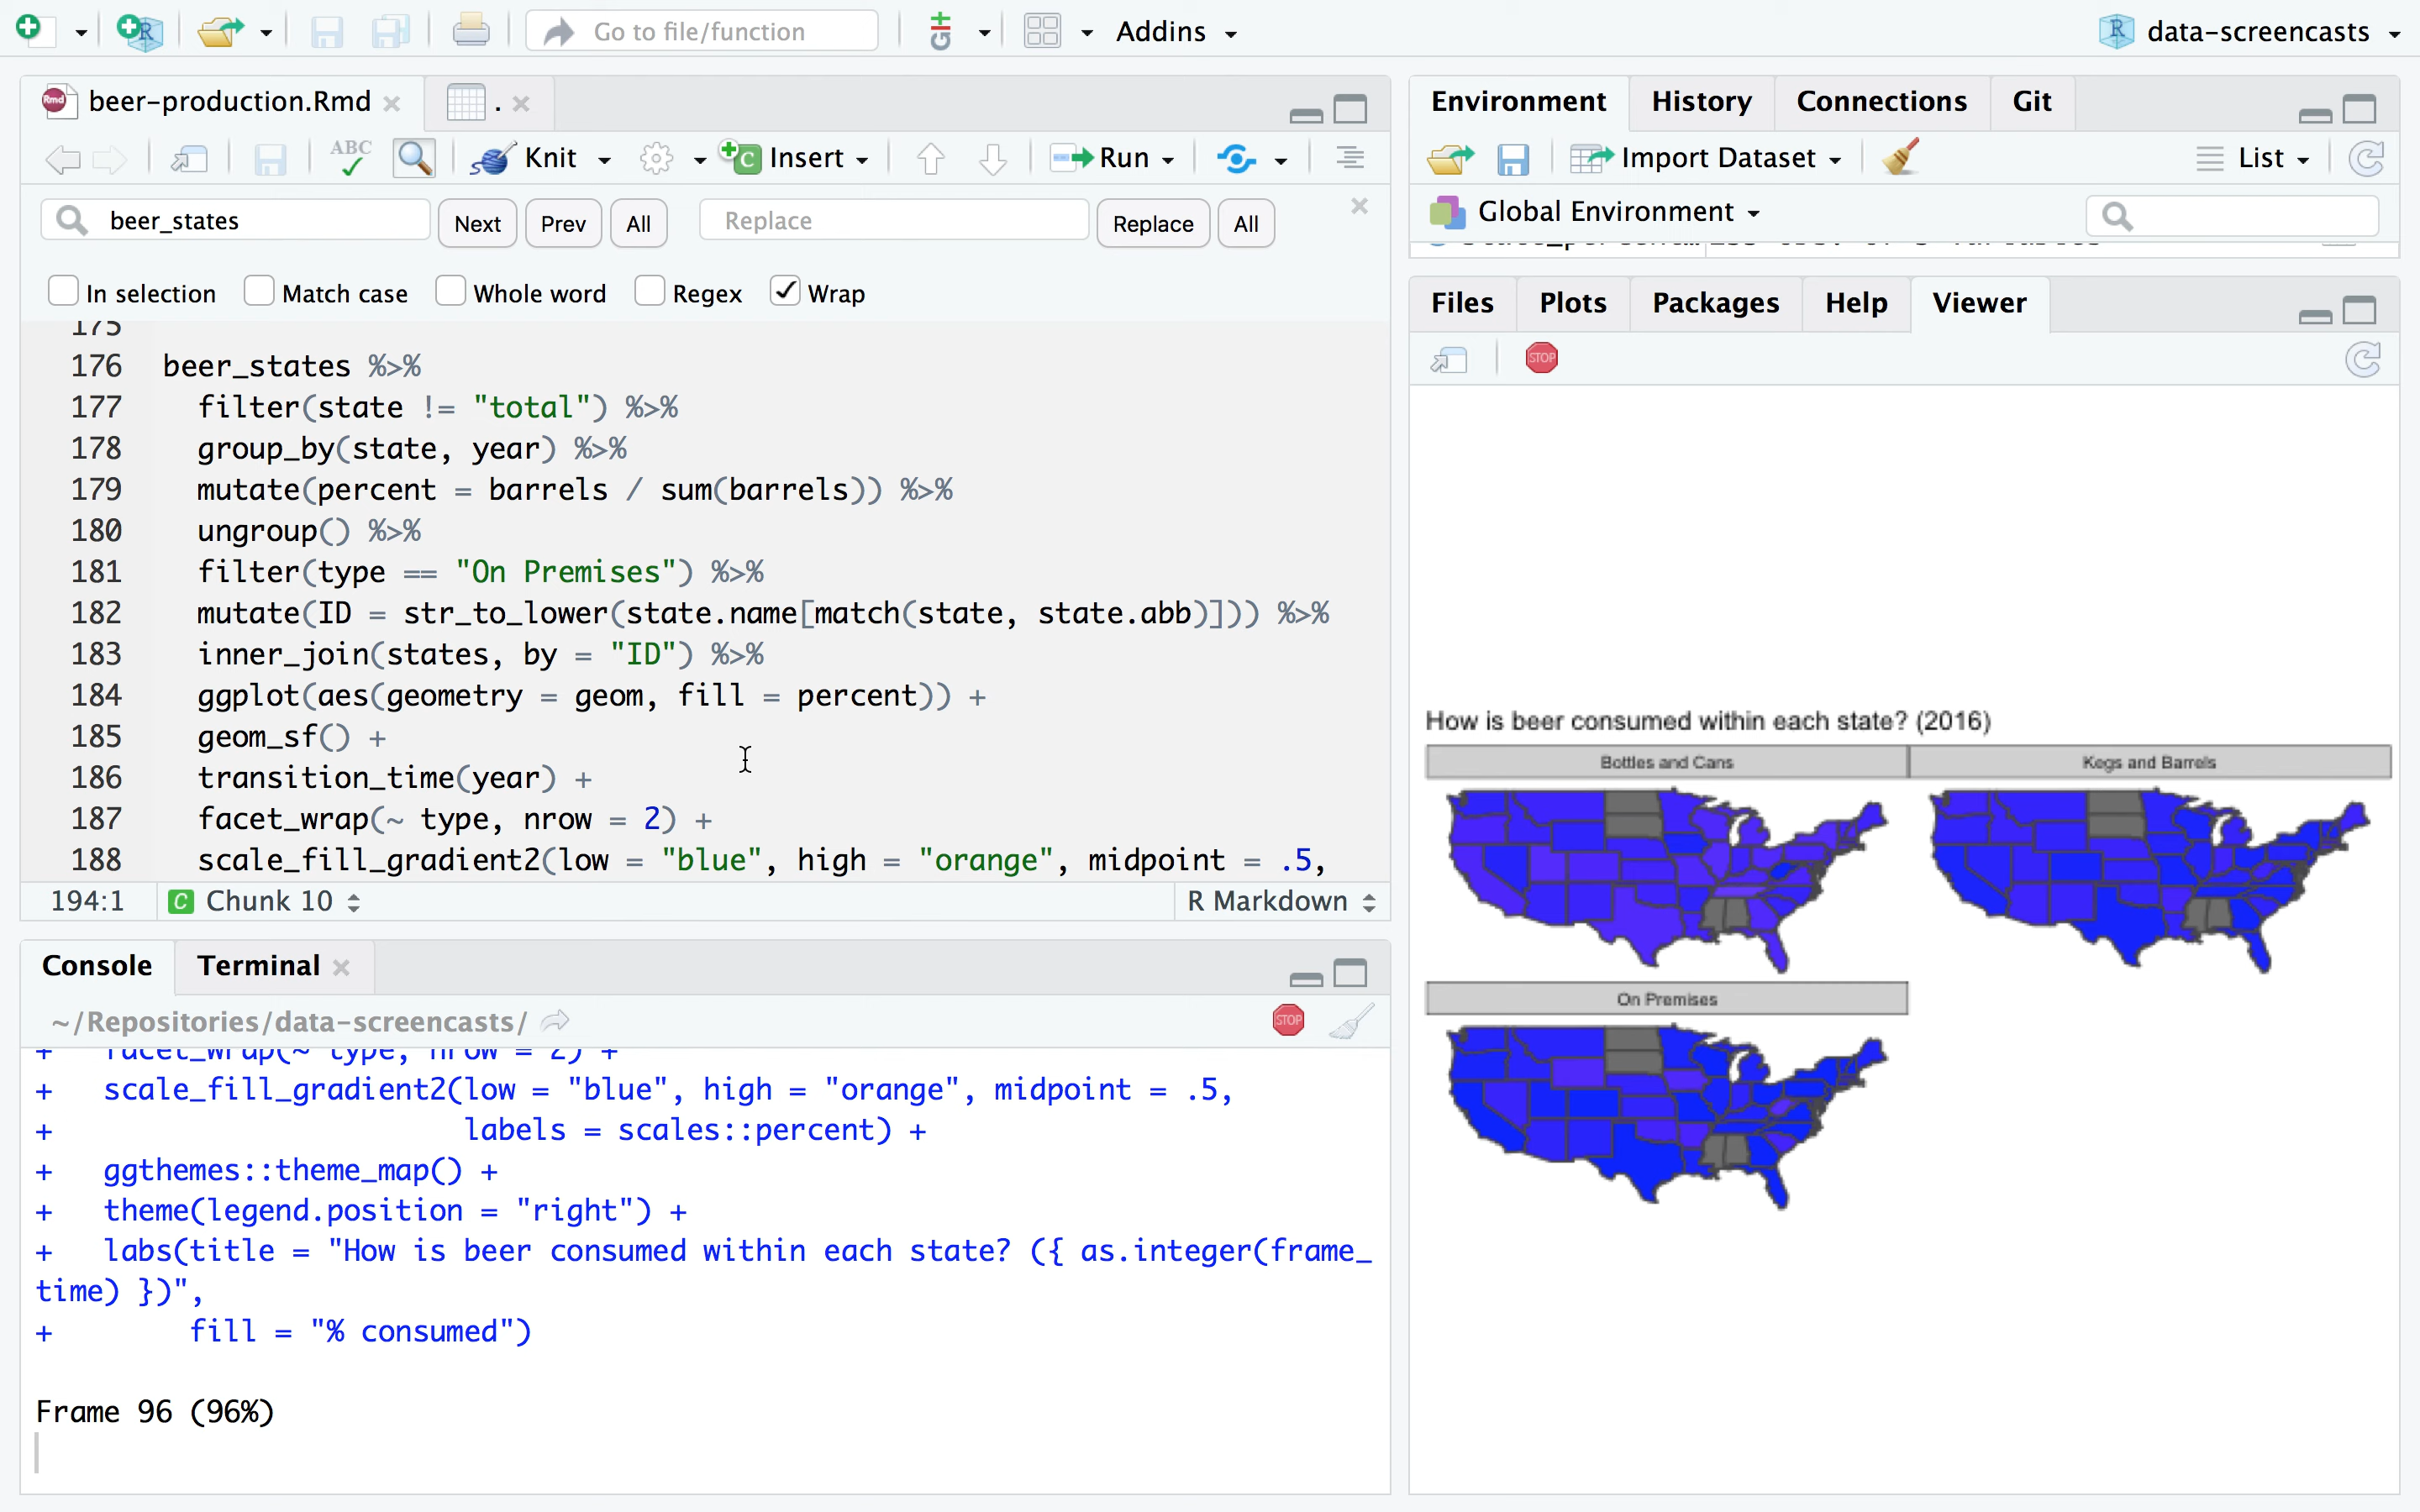 Go to file/function
Addins
data-screencasts
beer-production.Rmd
.
ABC
Knit
Insert
Run
beer_states
Next
Prev
All
Replace
Replace
All
In selection
Match case
Whole word
Regex
Wrap
175
176 beer_states %>%
177 filter(state != "total") %>%
178 group_by(state, year) %>%
179 mutate(percent = barrels / sum(barrels)) %>%
180 ungroup() %>%
181 filter(type == "On Premises") %>%
182 mutate(ID = str_to_lower(state.name[match(state, state.abb)])) %>%
183 inner_join(states, by = "ID") %>%
184 ggplot(aes(geometry = geom, fill = percent)) +
185 geom_sf() +
186 transition_time(year) +
187 facet_wrap(~ type, nrow = 2) +
188 scale_fill_gradient2(low = "blue", high = "orange", midpoint = .5,
194:1
C Chunk 10
R Markdown
Console
Terminal
~/Repositories/data-screencasts/
STOP
+ facet_wrap(~ type, nrow = 2) +
+ scale_fill_gradient2(low = "blue", high = "orange", midpoint = .5,
+ labels = scales::percent) +
+ ggthemes::theme_map() +
+ theme(legend.position = "right") +
+ labs(title = "How is beer consumed within each state? ({ as.integer(frame_
time) })",
+ fill = "% consumed")
Frame 96 (96%)
Environment
History
Connections
Git
Import Dataset
List
Global Environment
Files
Plots
Packages
Help
Viewer
STOP
How is beer consumed within each state? (2016)
Bottles and Cans
Kegs and Barrels
On Premises